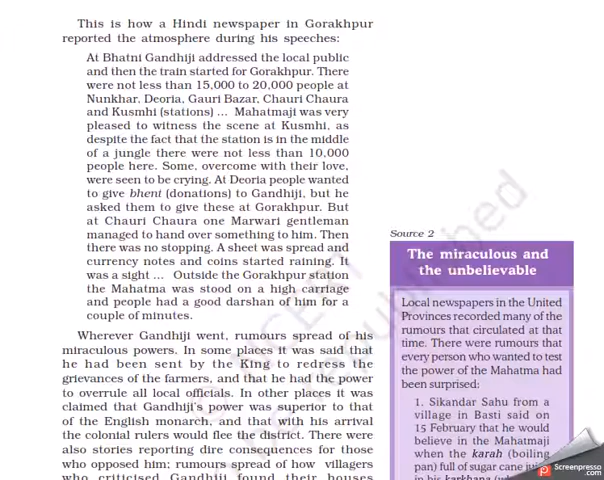 This is how a Hindi newspaper in Gorakhpur
reported the atmosphere during his speeches:
At Bhatni Gandhiji addressed the local public
and then the train started for Gorakhpur. There
were not less than 15,000 to 20,000 people at
Nunkhar, Deoria, Gauri Bazar, Chauri Chaura
and Kusmhi (stations) ... Mahatmaji was very
pleased to witness the scene at Kusmhi, as
despite the fact that the station is in the middle
of a jungle there were not less than 10,000
people here. Some, overcome with their love,
were seen to be crying. At Deoria people wanted
to give bhent (donations) to Gandhiji, but he
asked them to give these at Gorakhpur. But
at Chauri Chaura one Marwari gentleman
managed to hand over something to him. Then
there was no stopping. A sheet was spread and
currency notes and coins started raining. It
was a sight ... Outside the Gorakhpur station
the Mahatma was stood on a high carriage
and people had a good darshan of him for a
couple of minutes.
Wherever Gandhiji went, rumours spread of his
miraculous powers. In some places it was said that
he had been sent by the King to redress the
grievances of the farmers, and that he had the power
to overrule all local officials. In other places it was
claimed that Gandhiji's power was superior to that
of the English monarch, and that with his arrival
the colonial rulers would flee the district. There were
also stories reporting dire consequences for those
who opposed him; rumours spread of how villagers
who criticised Gandhiji found their houses
Source 2
The miraculous and
the unbelievable
Local newspapers in the United
Provinces recorded many of the
rumours that circulated at that
time. There were rumours that
every person who wanted to test
the power of the Mahatma had
been surprised:
1. Sikandar Sahu from a
village in Basti said on
15 February that he would
believe in the Mahatmaji
when the karah (boiling
pan) full of sugar cane
in his karkhana
Screenpresso